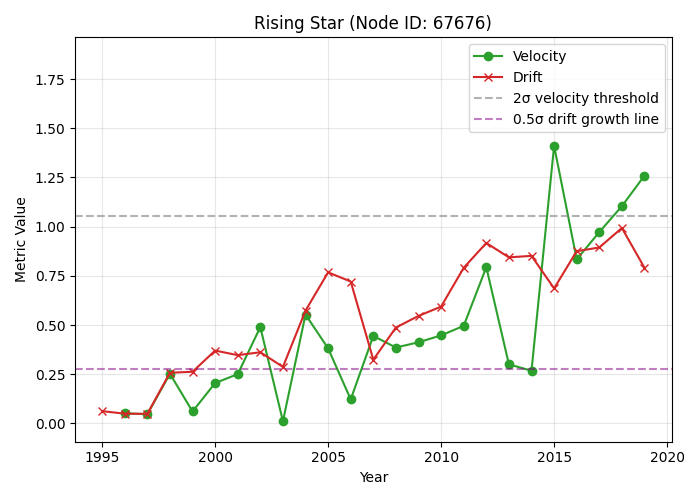 Rising Star (Node ID: 67676)
Velocity
Drift
2σ velocity threshold
0.5σ drift growth line
Metric Value
1.75
1.50
1.25
1.00
0.75
0.50
0.25
0.00
1995 2000 2005 2010 2015 2020
Year